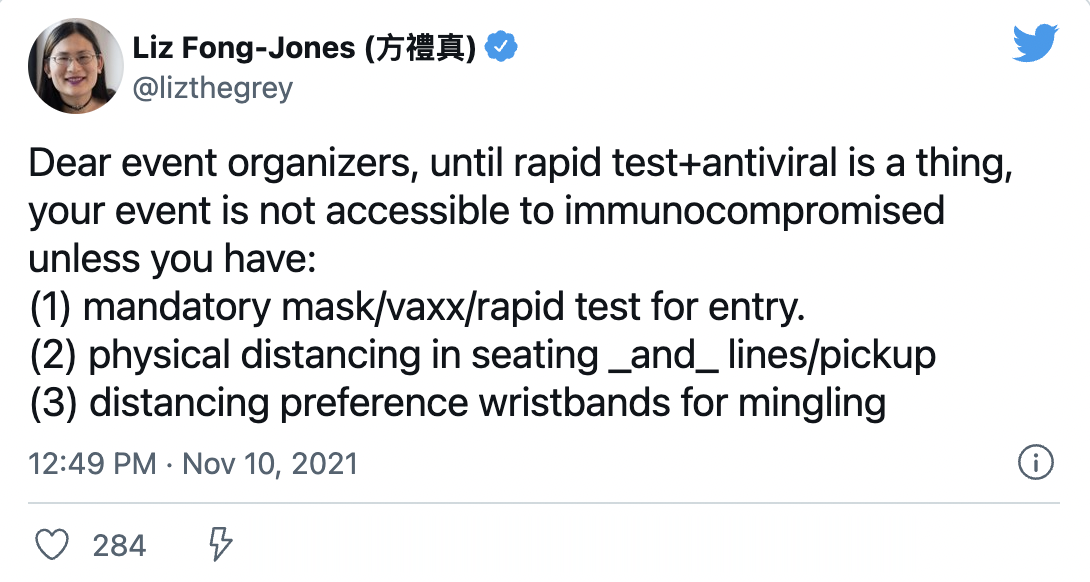 Liz Fong-Jones (方禮真)
@lizthegrey
Dear event organizers, until rapid test+antiviral is a thing,
your event is not accessible to immunocompromised
unless you have:
(1) mandatory mask/vaxx/rapid test for entry.
(2) physical distancing in seating _and_ lines/pickup
(3) distancing preference wristbands for mingling
12:49 PM · Nov 10, 2021
284